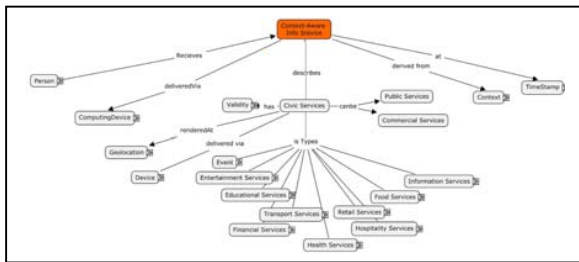 Context-Aware
Info Srevice
Recieves
at
Person
deliveredVia
describes
derived from
TimeStamp
ComputingDevice
Validity
has
Civic Services
canbe
Public Services
Context
Commercial Services
renderedAt
Geolocation
delivered via
Device
is Types
Event
Entertainment Services
Information Services
Educational Services
Food Services
Transport Services
Retail Services
Financial Services
Hospitality Services
Health Services